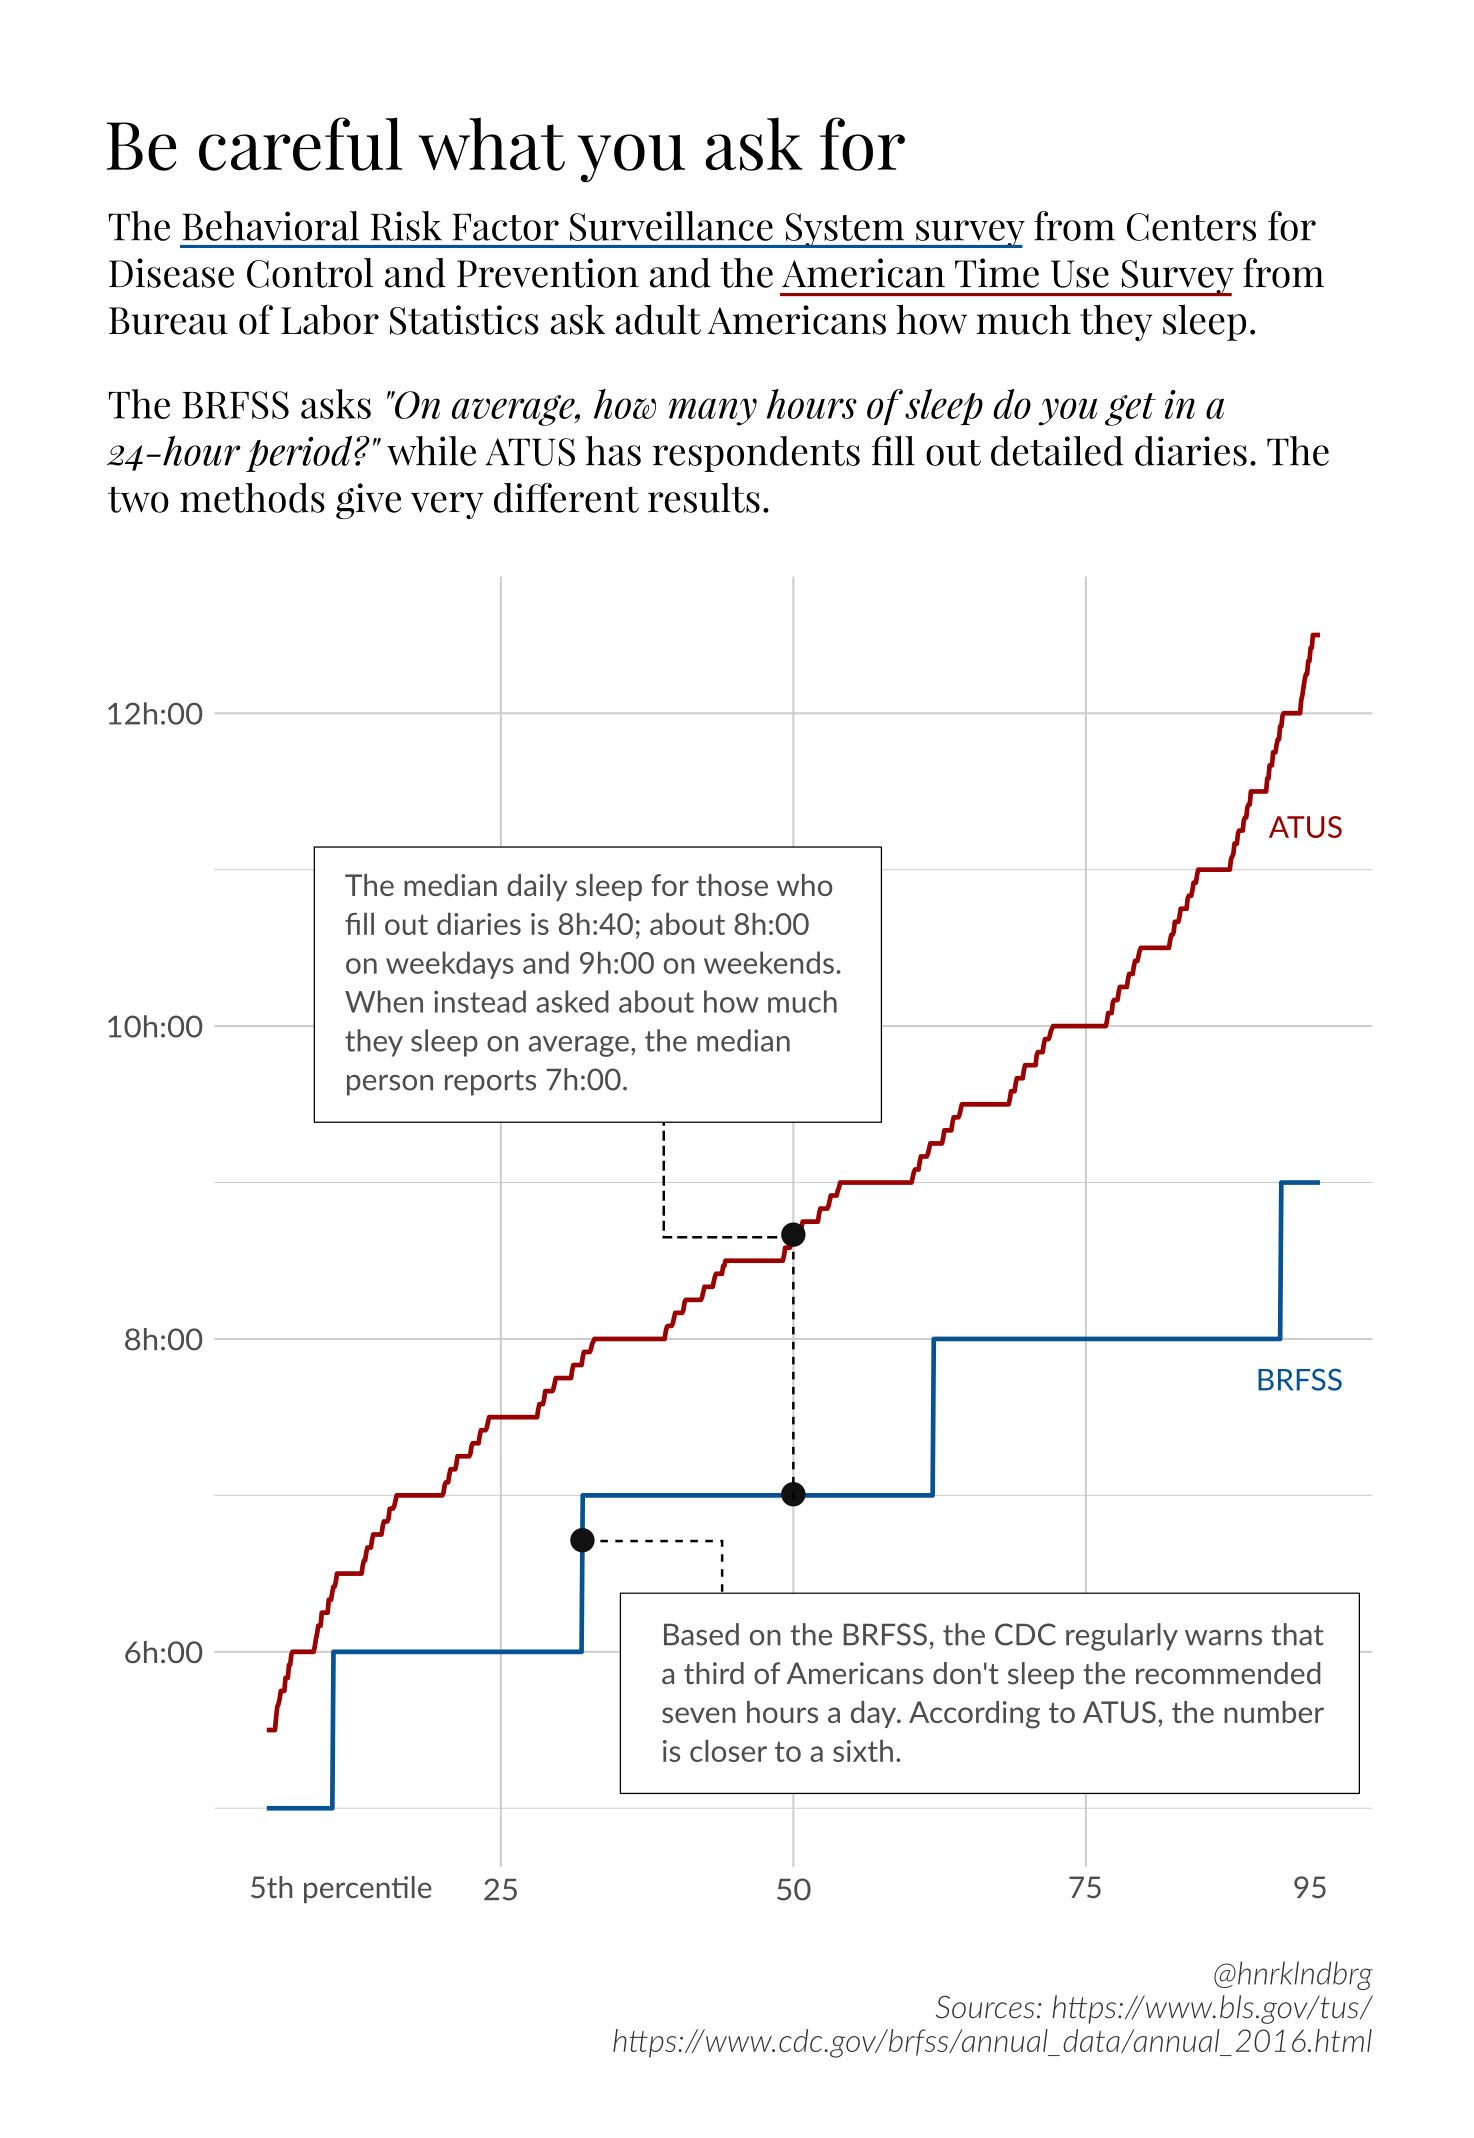 Be careful what you ask for
The Behavioral Risk Factor Surveillance System survey from Centers for
Disease Control and Prevention and the American Time Use Survey from
Bureau of Labor Statistics ask adult Americans how much they sleep.
The BRFSS asks "On average, how many hours of sleep do you get in a
24-hour period?" while ATUS has respondents fill out detailed diaries. The
two methods give very different results.
12h:00
ATUS
The median daily sleep for those who
fill out diaries is 8h:40; about 8h:00
on weekdays and 9h:00 on weekends.
When instead asked about how much
they sleep on average, the median
person reports 7h:00.
10h:00
8h:00
BRFSS
Based on the BRFSS, the CDC regularly warns that
a third of Americans don't sleep the recommended
seven hours a day. According to ATUS, the number
is closer to a sixth.
6h:00
5th percentile 25 50 75 95
@hnrklndbrg
Sources: https://www.bls.gov/tus/
https://www.cdc.gov/brfss/annual_data/annual_2016.html